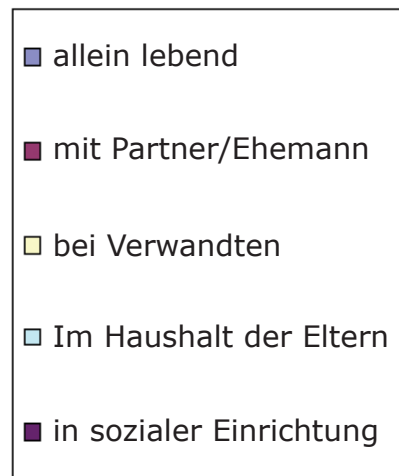 allein lebend
mit Partner/Ehemann
bei Verwandten
Im Haushalt der Eltern
in sozialer Einrichtung